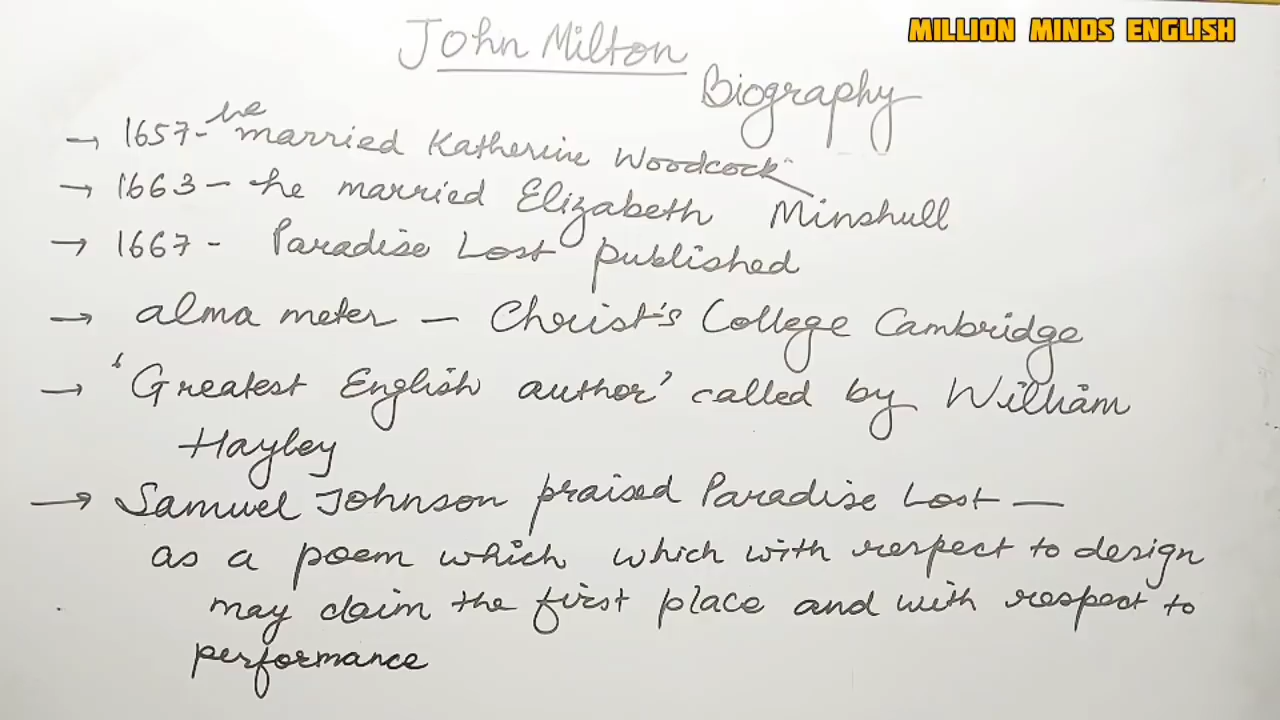 MILLION MINDS ENGLISH
John Milton
Biography
→ 1657- he married Katherine Woodcock
→ 1663 - he married Elizabeth Minshull
→ 1667 - Paradise Lost published
→ alma meter - Christ's College Cambridge
→ 'Greatest English author' called by William
Hayley
→ Samuel Johnson praised Paradise Lost —
as a poem which which with respect to design
may claim the first place and with respect to
performance